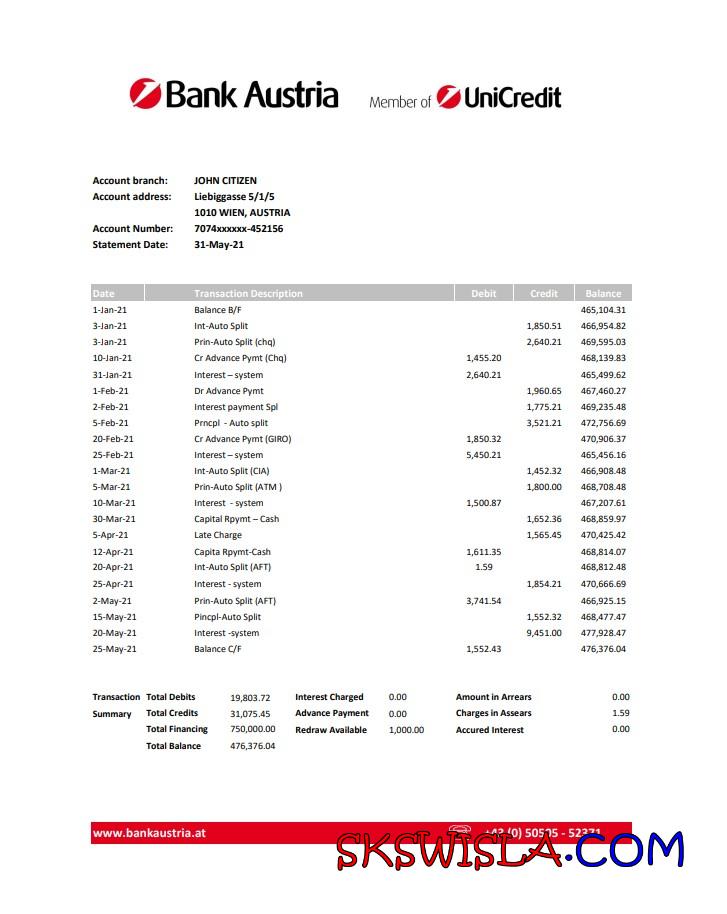 Bank Austria Member of UniCredit
Account branch: JOHN CITIZEN
Account address: Liebiggasse 5/1/5
1010 WIEN, AUSTRIA
Account Number: 7074xxxxxx-452156
Statement Date: 31-May-21
Date Transaction Description Debit Credit Balance
1-Jan-21 Balance B/F 465,104.31
3-Jan-21 Int-Auto Split 1,850.51 466,954.82
3-Jan-21 Prin-Auto Split (chq) 2,640.21 469,595.03
10-Jan-21 Cr Advance Pymt (Chq) 1,455.20 468,139.83
31-Jan-21 Interest – system 2,640.21 465,499.62
1-Feb-21 Dr Advance Pymt 1,960.65 467,460.27
2-Feb-21 Interest payment Spl 1,775.21 469,235.48
5-Feb-21 Prncpl - Auto split 3,521.21 472,756.69
20-Feb-21 Cr Advance Pymt (GIRO) 1,850.32 470,906.37
25-Feb-21 Interest – system 5,450.21 465,456.16
1-Mar-21 Int-Auto Split (CIA) 1,452.32 466,908.48
5-Mar-21 Prin-Auto Split (ATM ) 1,800.00 468,708.48
10-Mar-21 Interest - system 1,500.87 467,207.61
30-Mar-21 Capital Rpymt – Cash 1,652.36 468,859.97
5-Apr-21 Late Charge 1,565.45 470,425.42
12-Apr-21 Capita Rpymt-Cash 1,611.35 468,814.07
20-Apr-21 Int-Auto Split (AFT) 1.59 468,812.48
25-Apr-21 Interest - system 1,854.21 470,666.69
2-May-21 Prin-Auto Split (AFT) 3,741.54 466,925.15
15-May-21 Pincpl-Auto Split 1,552.32 468,477.47
20-May-21 Interest -system 9,451.00 477,928.47
25-May-21 Balance C/F 1,552.43 476,376.04
Transaction Total Debits 19,803.72 Interest Charged 0.00 Amount in Arrears 0.00
Summary Total Credits 31,075.45 Advance Payment 0.00 Charges in Assears 1.59
Total Financing 750,000.00 Redraw Available 1,000.00 Accured Interest 0.00
Total Balance 476,376.04
www.bankaustria.at +43 (0) 50505 - 52371
SKSWISLA.COM